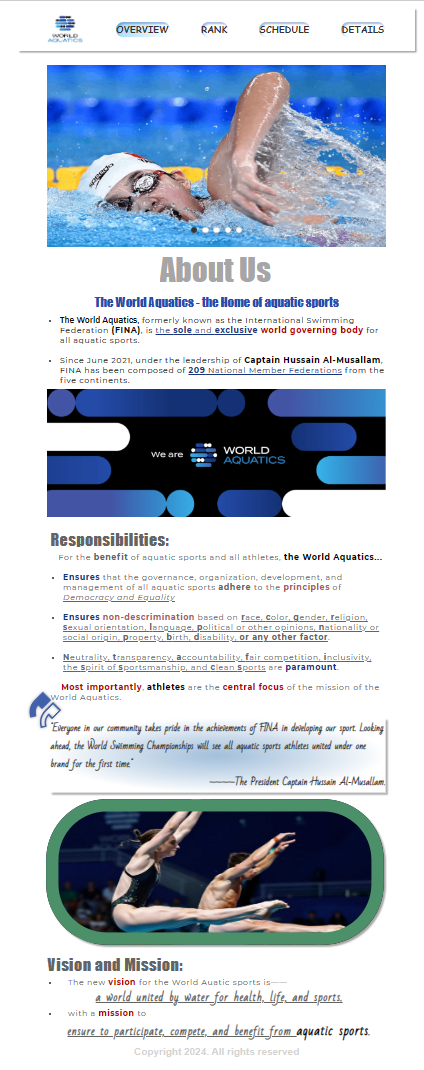 WORLD
AQUATICS
OVERVIEW
RANK
SCHEDULE
DETAILS
About Us
The World Aquatics - the Home of aquatic sports
• The World Aquatics, formerly known as the International Swimming
Federation (FINA), is the sole and exclusive world governing body for
all aquatic sports.
• Since June 2021, under the leadership of Captain Hussain Al-Musallam,
FINA has been composed of 209 National Member Federations from the
five continents.
We are WORLD
AQUATICS
Responsibilities:
For the benefit of aquatic sports and all athletes, the World Aquatics...
• Ensures that the governance, organization, development, and
management of all aquatic sports adhere to the principles of
Democracy and Equality
• Ensures non-descrimination based on race, color, gender, religion,
sexual orientation, language, political or other opinions, nationality or
social origin, property, birth, disability, or any other factor.
• Neutrality, transparency, accountability, fair competition, inclusivity,
the spirit of sportsmanship, and clean sports are paramount.
Most importantly, athletes are the central focus of the mission of the
World Aquatics.
"Everyone in our community takes pride in the achievements of FINA in developing our sport. Looking
ahead, the World Swimming Championships will see all aquatic sports athletes united under one
brand for the first time."
———The President Captain Hussain Al-Musallam.
Vision and Mission:
• The new vision for the World Auatic sports is——
a world united by water for health, life, and sports.
• with a mission to
ensure to participate, compete, and benefit from aquatic sports.
Copyright 2024. All rights reserved